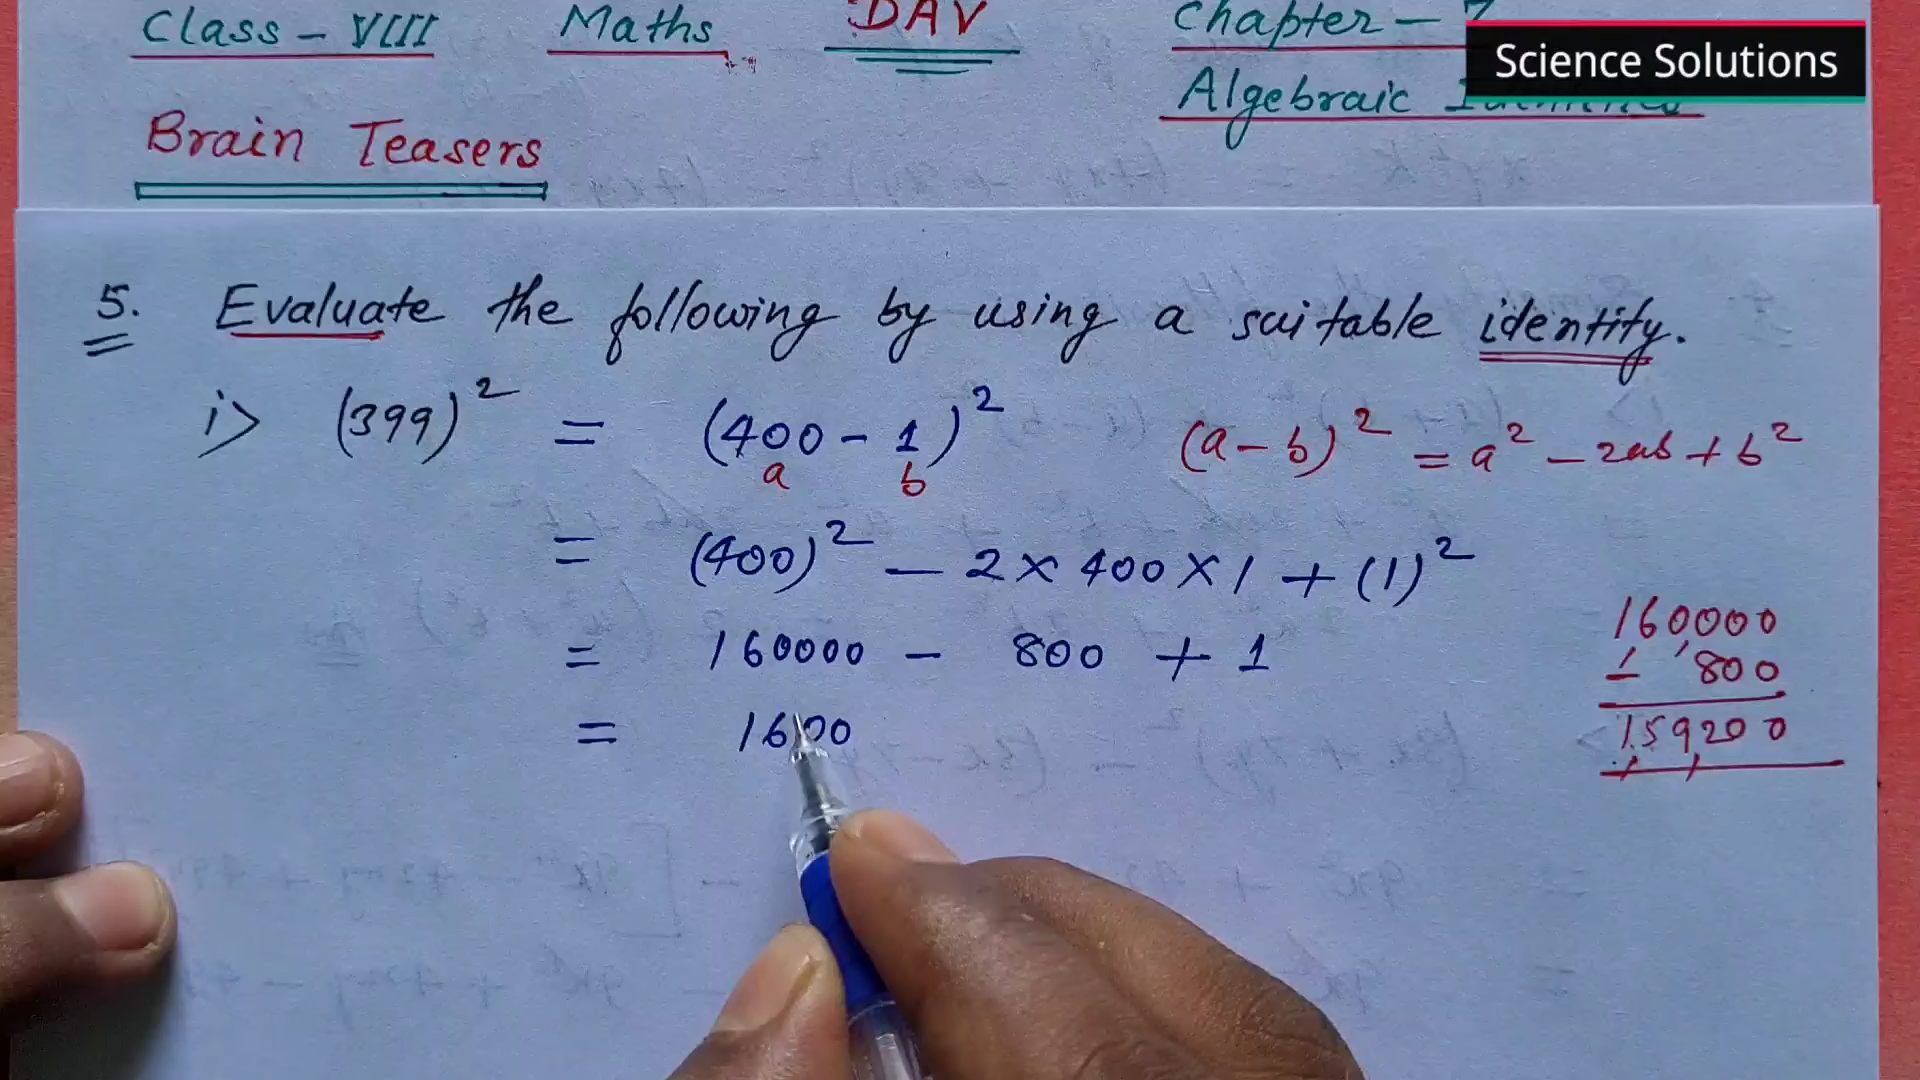 Class - VIII Maths DAV Chapter - 7
Science Solutions
Algebraic
Brain Teasers
5. Evaluate the following by using a suitable identity.
i> (399)² = (400 - 1)² (a - b)² = a² - 2ab + b²
a b
= (400)² - 2 × 400 × 1 + (1)²
= 160000 - 800 + 1
= 1600
160000
- 800
159200